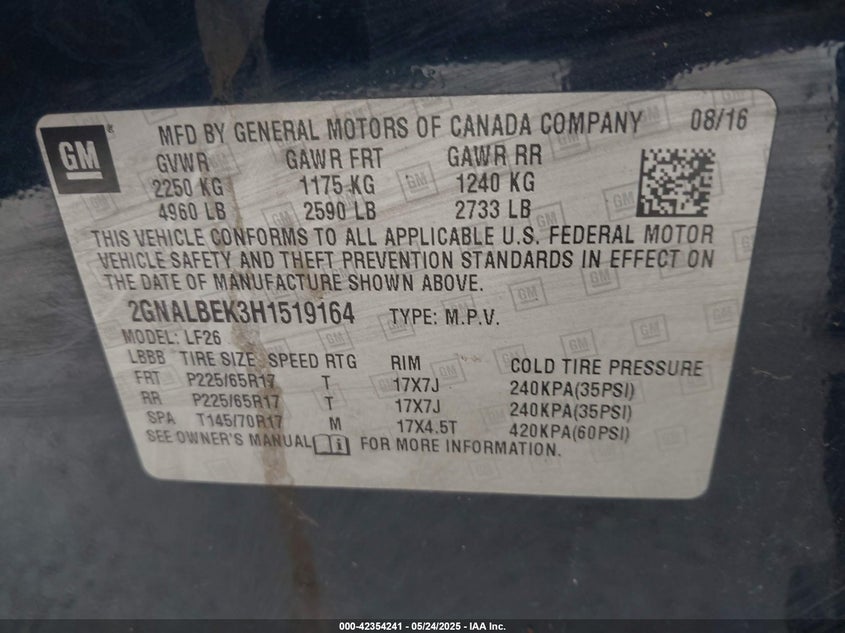 GM
MFD BY GENERAL MOTORS OF CANADA COMPANY 08/16
GVWR GAWR FRT GAWR RR
2250 KG 1175 KG 1240 KG
4960 LB 2590 LB 2733 LB
THIS VEHICLE CONFORMS TO ALL APPLICABLE U.S. FEDERAL MOTOR
VEHICLE SAFETY AND THEFT PREVENTION STANDARDS IN EFFECT ON
THE DATE OF MANUFACTURE SHOWN ABOVE.
2GNALBEK3H1519164 TYPE: M.P.V.
MODEL: LF26
LBBB TIRE SIZE SPEED RTG RIM COLD TIRE PRESSURE
FRT P225/65R17 T 17X7J 240KPA(35PSI)
RR P225/65R17 T 17X7J 240KPA(35PSI)
SPA T145/70R17 M 17X4.5T 420KPA(60PSI)
SEE OWNER'S MANUAL FOR MORE INFORMATION.
000-42354241 - 05/24/2025 - IAA Inc.